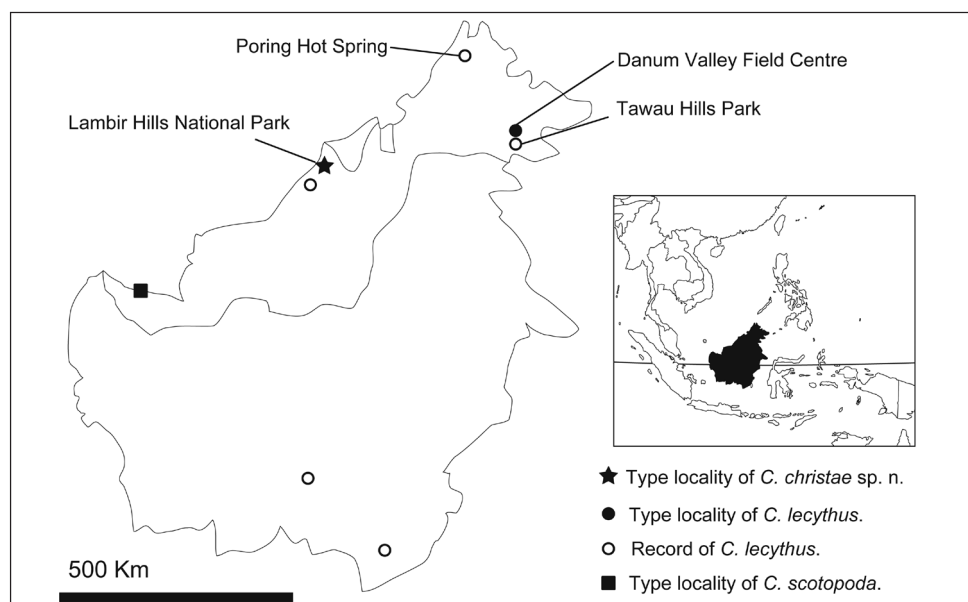 Poring Hot Spring
Danum Valley Field Centre
Tawau Hills Park
Lambir Hills National Park
Type locality of C. christae sp. n.
Type locality of C. lecythus.
Record of C. lecythus.
Type locality of C. scotopoda.
500 Km